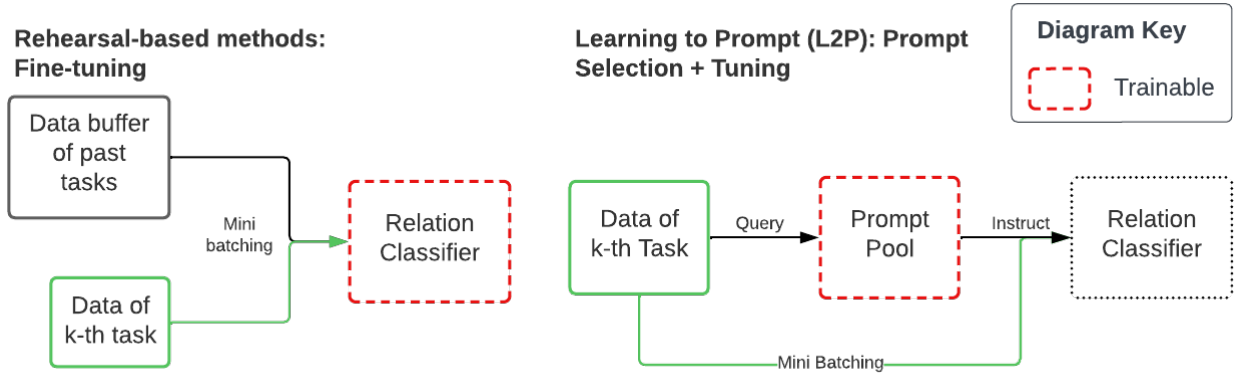 Rehearsal-based methods:
Fine-tuning
Data buffer
of past
tasks
Mini
batching
Data of
k-th task
Relation
Classifier
Learning to Prompt (L2P): Prompt
Selection + Tuning
Data of
k-th Task
Query
Prompt
Pool
Instruct
Relation
Classifier
Mini Batching
Diagram Key
Trainable